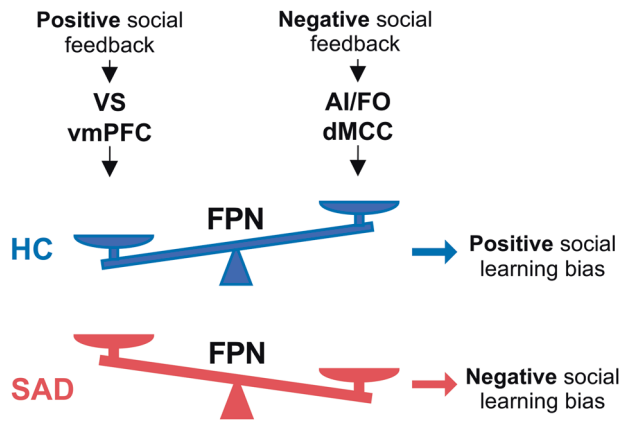 Positive social
feedback
Negative social
feedback
VS
vmPFC
AI/FO
dMCC
FPN
HC
Positive social
learning bias
FPN
SAD
Negative social
learning bias